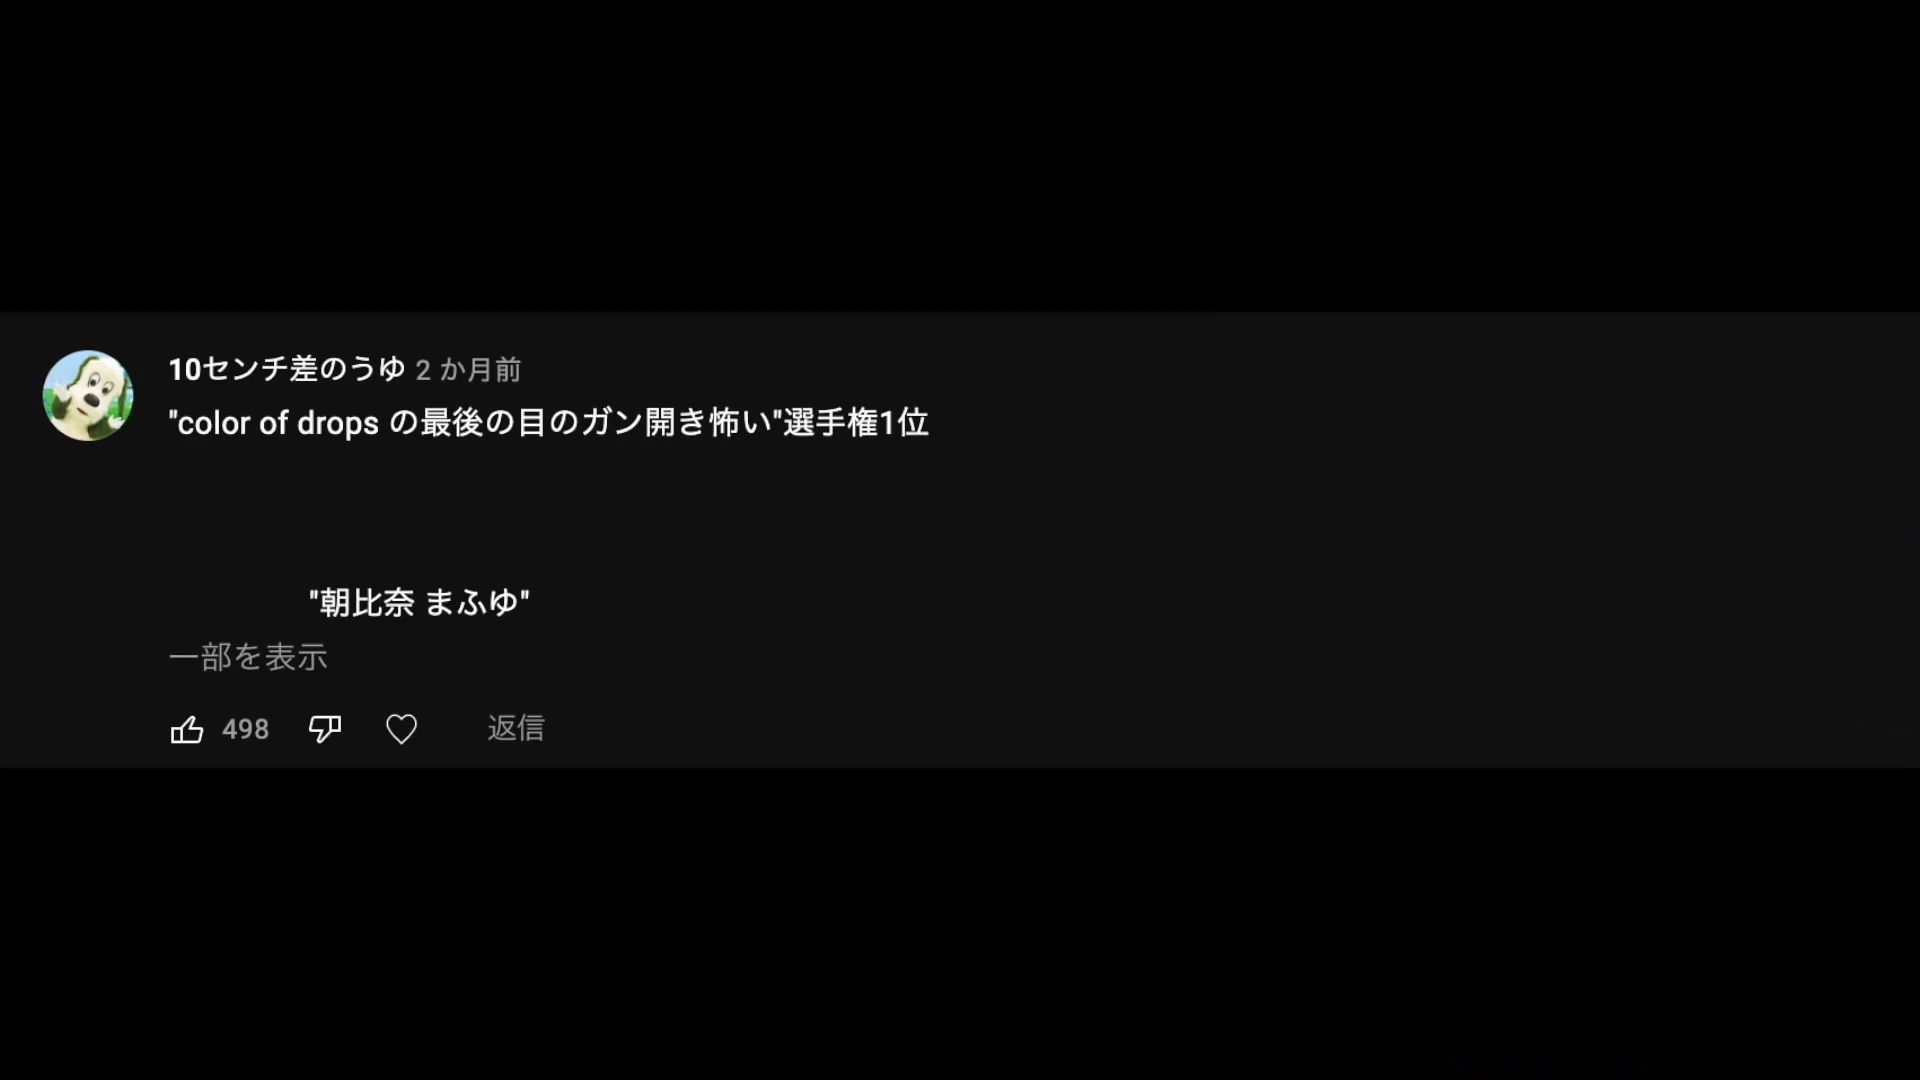 10センチ差のうゆ 2 か月前
"color of drops の最後の目のガン開き怖い"選手権1位
"朝比奈 まふゆ"
一部を表示
498 返信